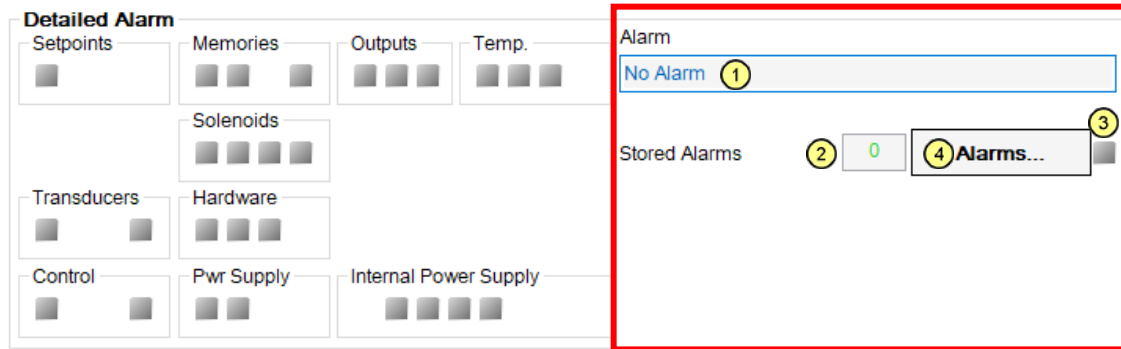 Detailed Alarm
Setpoints
Memories
Outputs
Temp.
Solenoids
Transducers
Hardware
Control
Pwr Supply
Internal Power Supply
Alarm
No Alarm 1
3
Stored Alarms 2 0 4 Alarms...